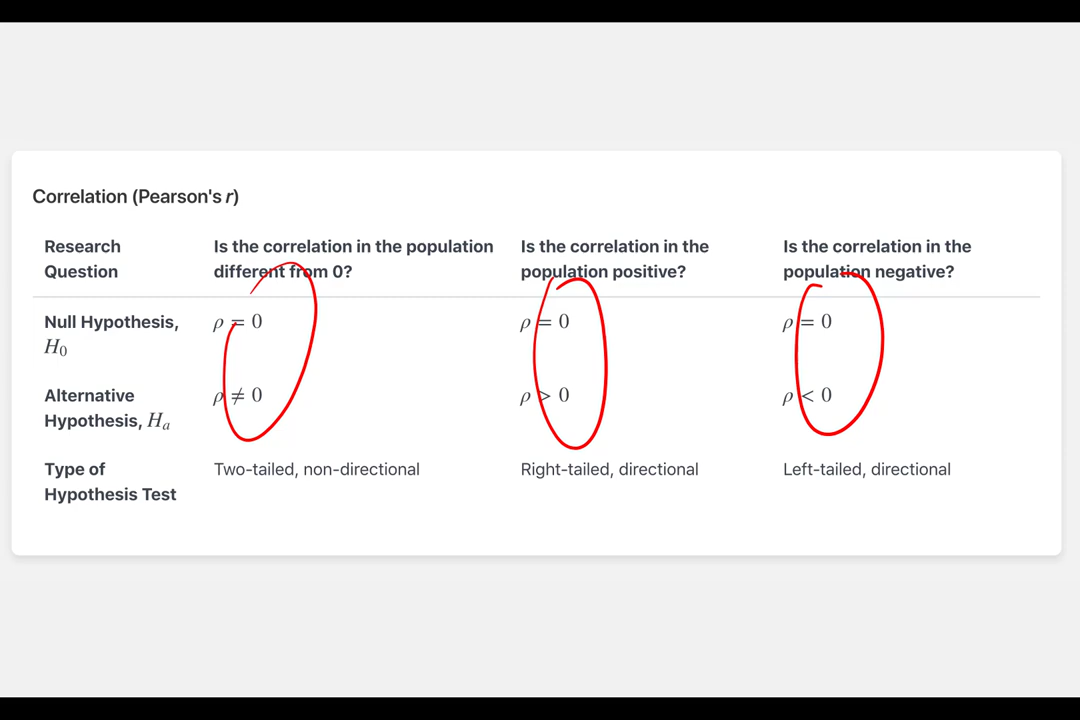 Correlation (Pearson's r)
Research Question
Is the correlation in the population different from 0?
Is the correlation in the population positive?
Is the correlation in the population negative?
Null Hypothesis, H₀
ρ = 0
ρ = 0
ρ = 0
Alternative Hypothesis, Hₐ
ρ ≠ 0
ρ > 0
ρ < 0
Type of Hypothesis Test
Two-tailed, non-directional
Right-tailed, directional
Left-tailed, directional